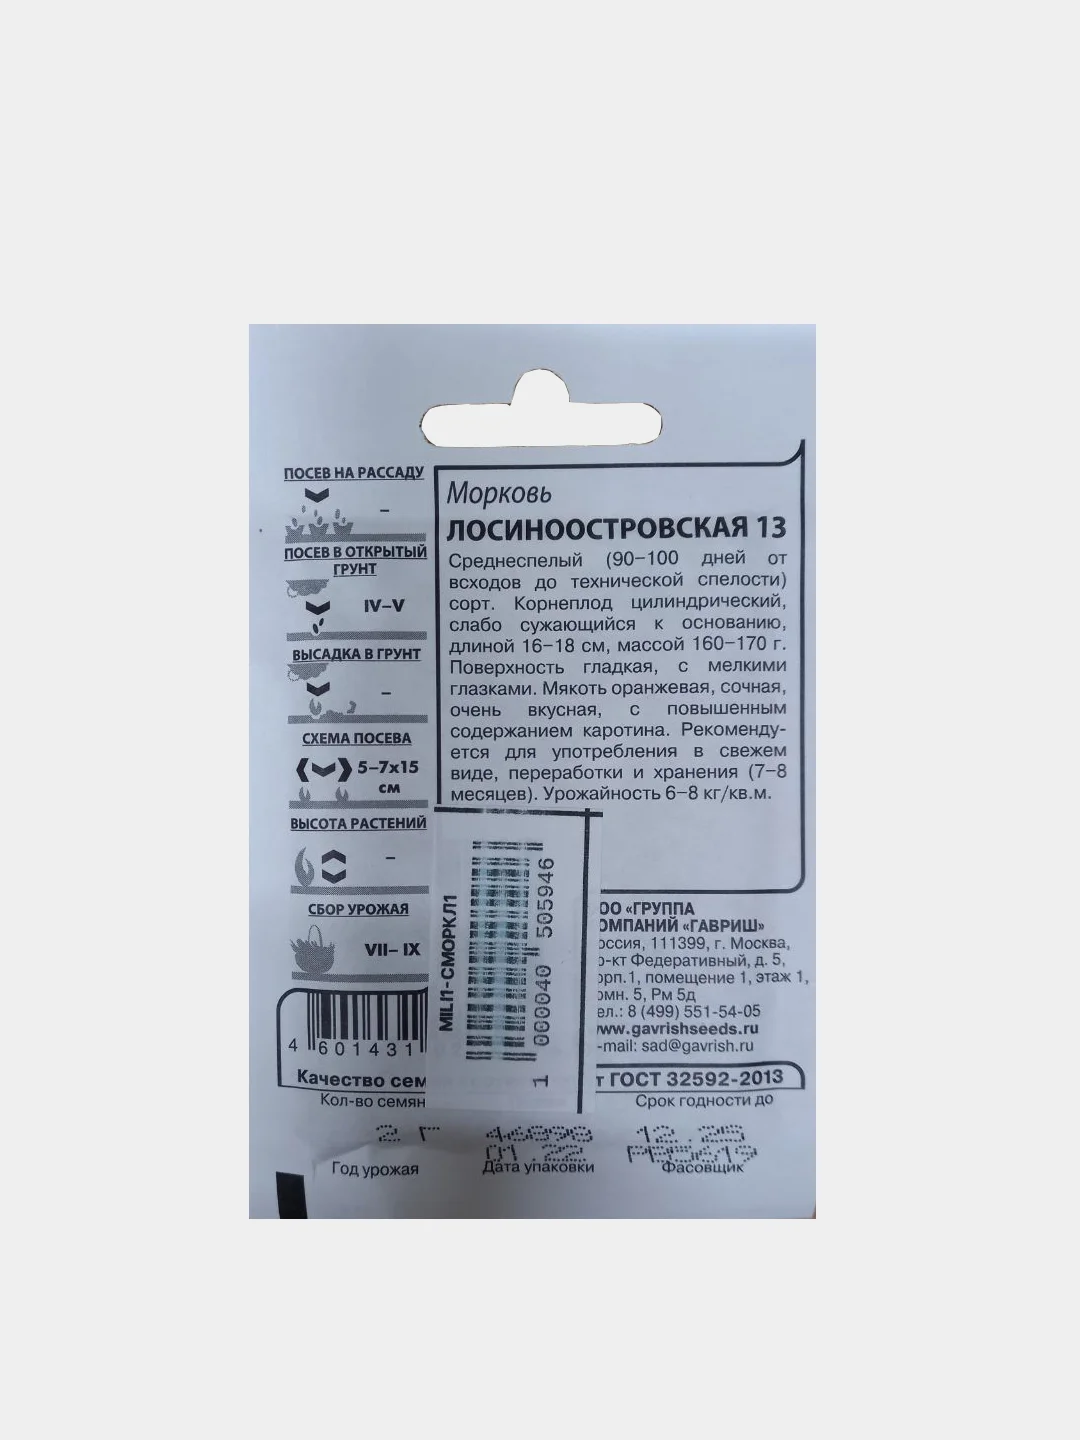 ПОСЕВ НА РАССАДУ
–
ПОСЕВ В ОТКРЫТЫЙ
ГРУНТ
IV–V
ВЫСАДКА В ГРУНТ
–
СХЕМА ПОСЕВА
5–7х15
см
ВЫСОТА РАСТЕНИЙ
–
СБОР УРОЖАЯ
VII– IX
Морковь
ЛОСИНООСТРОВСКАЯ 13
Среднеспелый (90–100 дней от
всходов до технической спелости)
сорт. Корнеплод цилиндрический,
слабо сужающийся к основанию,
длиной 16–18 см, массой 160–170 г.
Поверхность гладкая, с мелкими
глазками. Мякоть оранжевая, сочная,
очень вкусная, с повышенным
содержанием каротина. Рекоменду-
ется для употребления в свежем
виде, переработки и хранения (7–8
месяцев). Урожайность 6–8 кг/кв.м.
MILI1-СМОРКЛ1
1 000040 505946
ОО «ГРУППА
ОМПАНИЙ «ГАВРИШ»
оссия, 111399, г. Москва,
р-кт Федеративный, д. 5,
орп.1, помещение 1, этаж 1,
омн. 5, Рм 5д
ел.: 8 (499) 551-54-05
www.gavrishseeds.ru
-mail: sad@gavrish.ru
4 601431
Качество сем
т ГОСТ 32592-2013
Кол-во семян
Срок годности до
2 Г 46898 12.25
01.22
Год урожая Дата упаковки Фасовщик